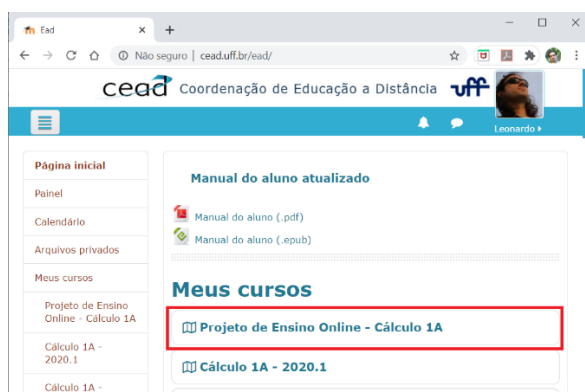 Ead
Não seguro | cead.uff.br/ead/
cead Coordenação de Educação a Distância uff
Leonardo
Página inicial
Painel
Calendário
Arquivos privados
Meus cursos
Projeto de Ensino
Online - Cálculo 1A
Cálculo 1A -
2020.1
Cálculo 1A -
Manual do aluno atualizado
Manual do aluno (.pdf)
Manual do aluno (.epub)
Meus cursos
Projeto de Ensino Online - Cálculo 1A
Cálculo 1A - 2020.1